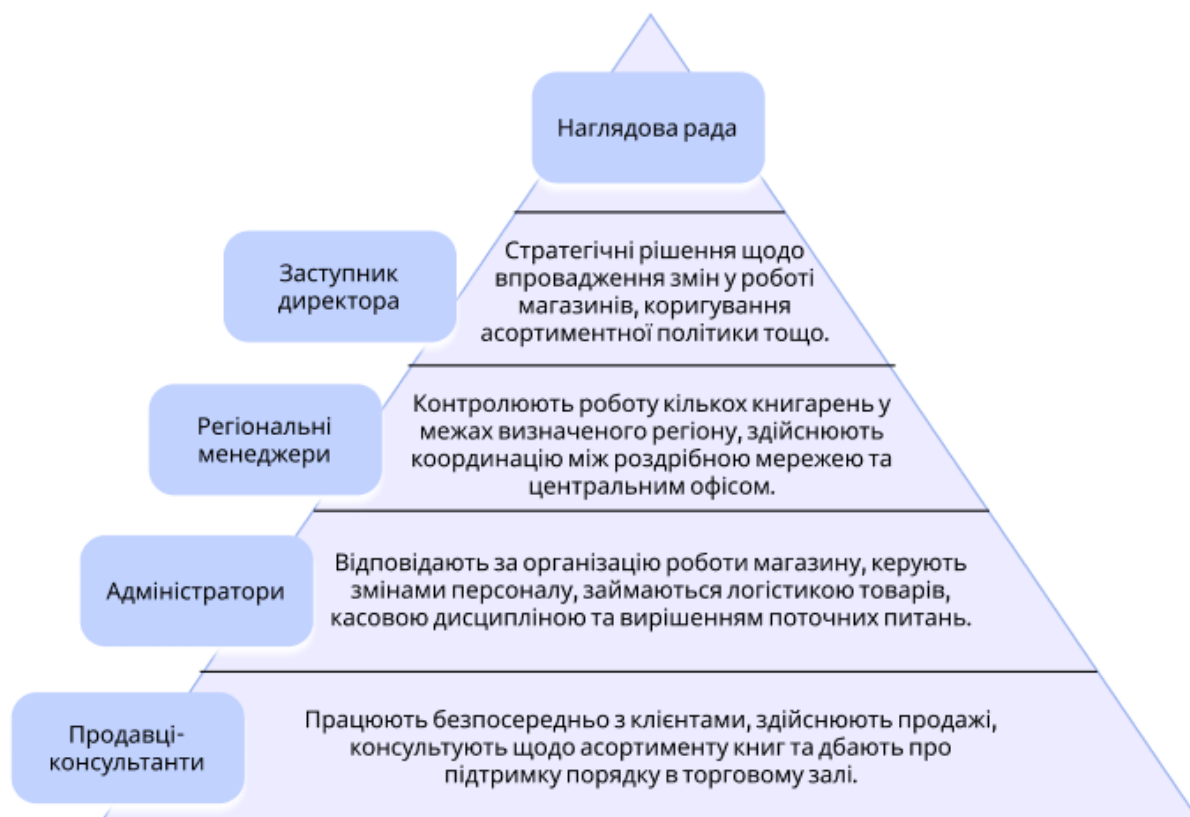 Наглядова рада
Заступник
директора
Стратегічні рішення щодо
впровадження змін у роботі
магазинів, коригування
асортиментної політики тощо.
Регіональні
менеджери
Контролюють роботу кількох книгарень у
межах визначеного регіону, здійснюють
координацію між роздрібною мережею та
центральним офісом.
Адміністратори
Відповідають за організацію роботи магазину, керують
змінами персоналу, займаються логістикою товарів,
касовою дисципліною та вирішенням поточних питань.
Продавці-
консультанти
Працюють безпосередньо з клієнтами, здійснюють продажі,
консультують щодо асортименту книг та дбають про
підтримку порядку в торговому залі.